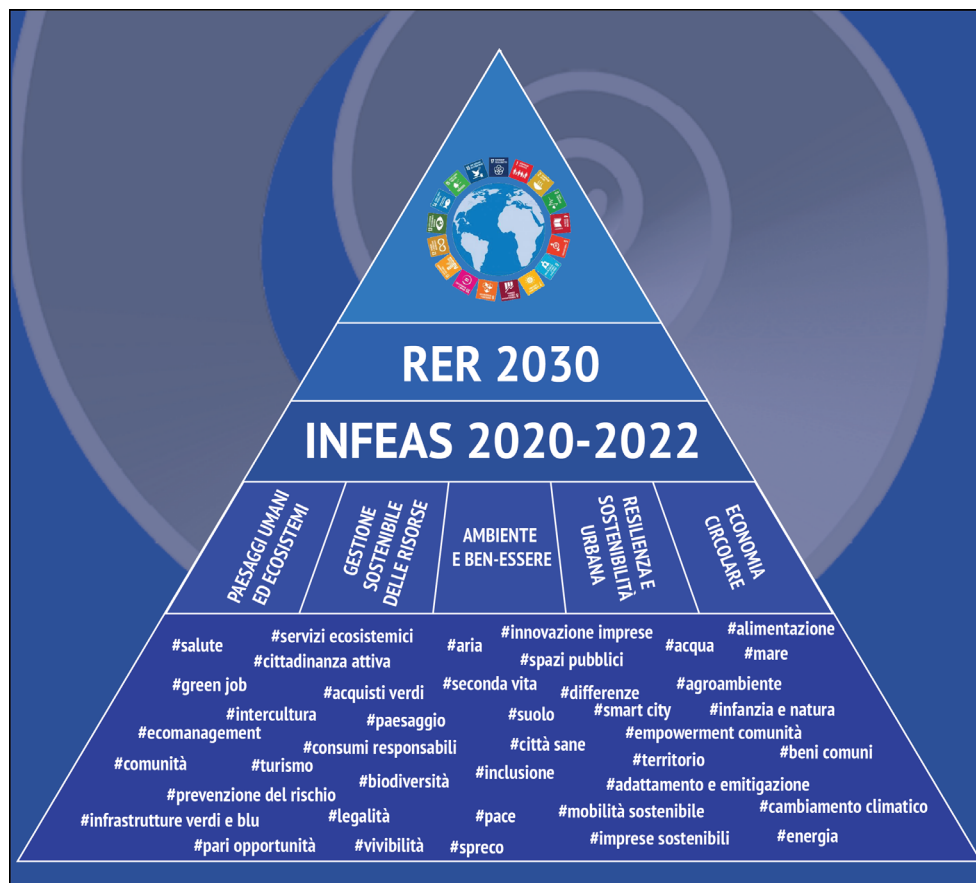 RER 2030
INFEAS 2020-2022
PAESAGGI UMANI
ED ECOSISTEMI
GESTIONE
SOSTENIBILE
DELLE RISORSE
AMBIENTE
E BEN-ESSERE
RESILIENZA E
SOSTENIBILITÀ
URBANA
ECONOMIA
CIRCOLARE
#salute
#servizi ecosistemici
#aria
#innovazione imprese
#acqua
#alimentazione
#cittadinanza attiva
#spazi pubblici
#mare
#green job
#acquisti verdi
#seconda vita
#differenze
#agroambiente
#intercultura
#paesaggio
#suolo
#smart city
#infanzia e natura
#ecomanagement
#consumi responsabili
#città sane
#empowerment comunità
#beni comuni
#comunità
#turismo
#biodiversità
#inclusione
#territorio
#adattamento e emitigazione
#prevenzione del rischio
#infrastrutture verdi e blu
#legalità
#pace
#mobilità sostenibile
#cambiamento climatico
#pari opportunità
#vivibilità
#spreco
#imprese sostenibili
#energia